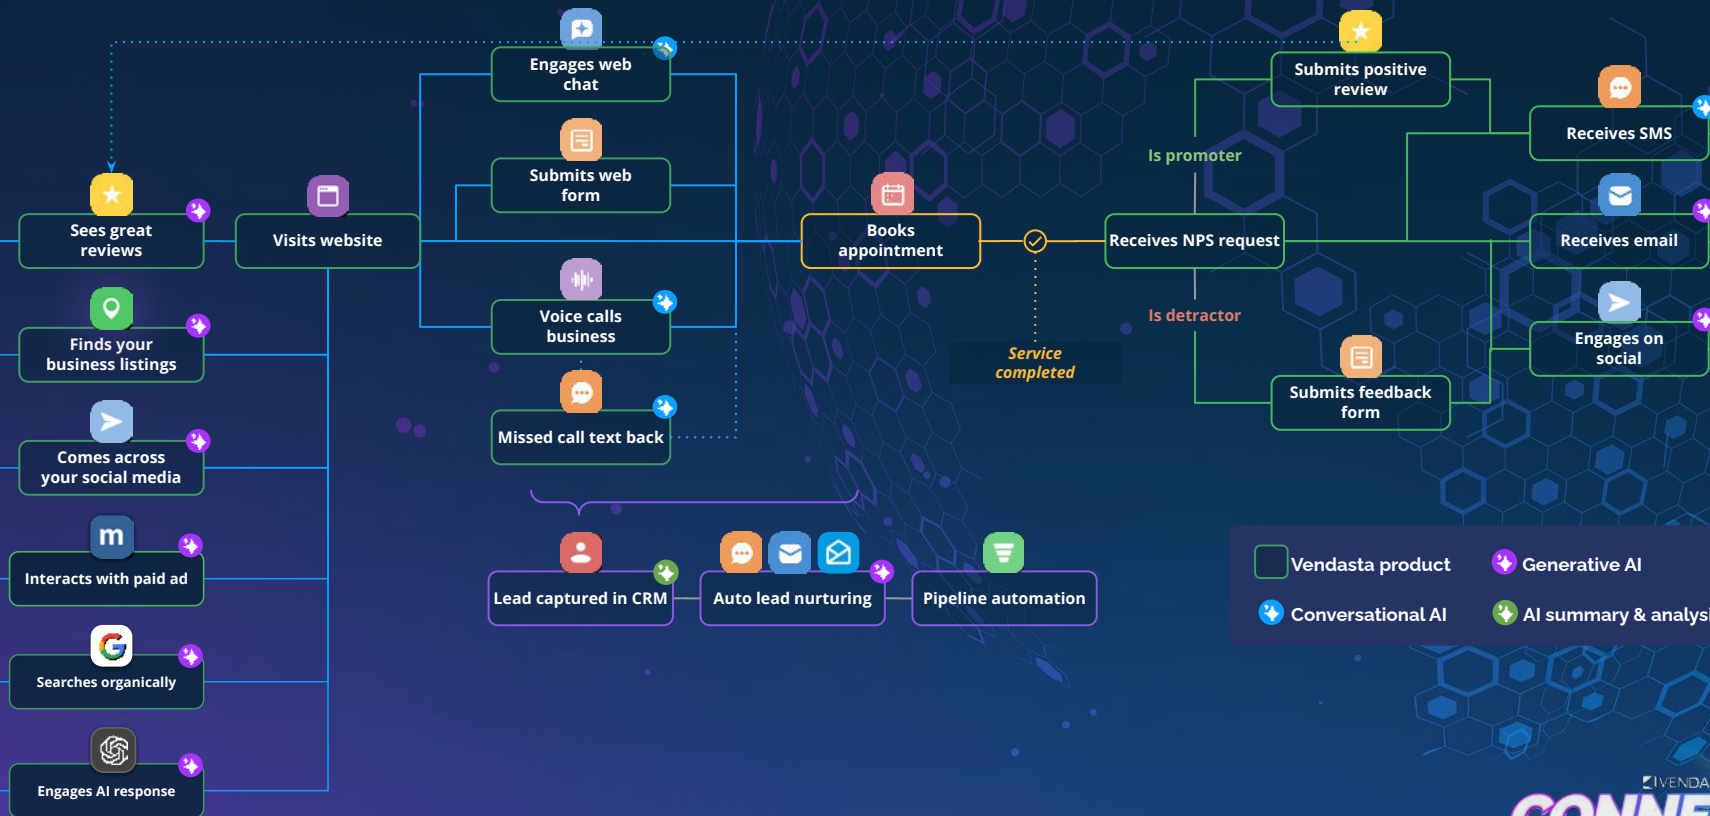 Engages web
chat
Submits positive
review
Receives SMS
Submits web
form
Is promoter
Sees great
reviews
Visits website
Books
appointment
Receives NPS request
Receives email
Voice calls
business
Is detractor
Finds your
business listings
Service
completed
Engages on
social
Submits feedback
form
Missed call text back
Comes across
your social media
m
Interacts with paid ad
Lead captured in CRM
Auto lead nurturing
Pipeline automation
Vendasta product
Generative AI
Conversational AI
AI summary & analysi
G
Searches organically
Engages AI response
VENDA
CONNE